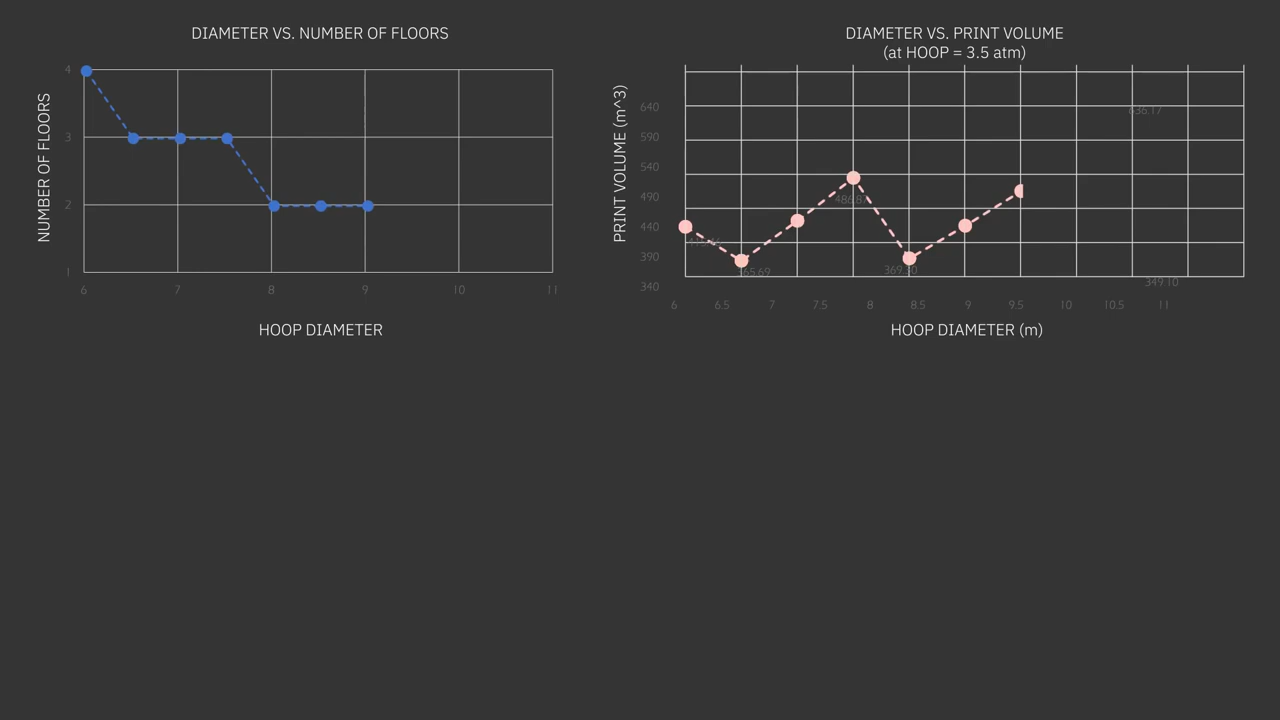 DIAMETER VS. NUMBER OF FLOORS
NUMBER OF FLOORS
4
3
2
1
6 7 8 9 10 11
HOOP DIAMETER
DIAMETER VS. PRINT VOLUME
(at HOOP = 3.5 atm)
PRINT VOLUME (m^3)
640
590
540
490
440
390
340
636.17
486.87
365.69
369.90
349.10
6 6.5 7 7.5 8 8.5 9 9.5 10 10.5 11
HOOP DIAMETER (m)